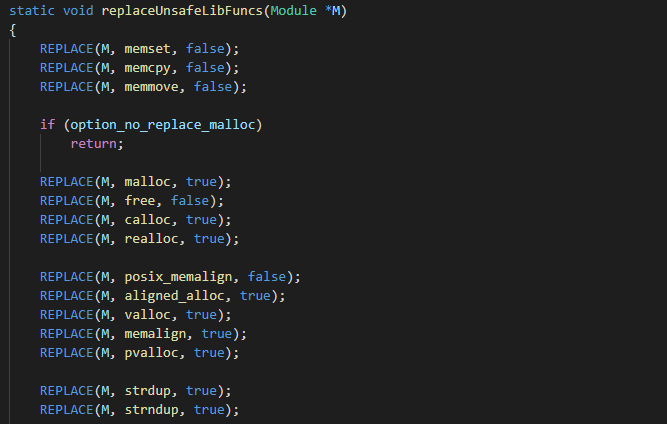 static void replaceUnsafeLibFuncs(Module *M)
{
    REPLACE(M, memset, false);
    REPLACE(M, memcpy, false);
    REPLACE(M, memmove, false);

    if (option_no_replace_malloc)
        return;

    REPLACE(M, malloc, true);
    REPLACE(M, free, false);
    REPLACE(M, calloc, true);
    REPLACE(M, realloc, true);

    REPLACE(M, posix_memalign, false);
    REPLACE(M, aligned_alloc, true);
    REPLACE(M, valloc, true);
    REPLACE(M, memalign, true);
    REPLACE(M, pvalloc, true);

    REPLACE(M, strdup, true);
    REPLACE(M, strndup, true);